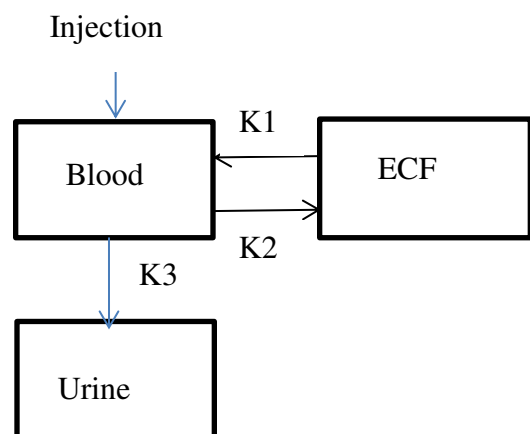 Injection
K1
Blood
ECF
K2
K3
Urine